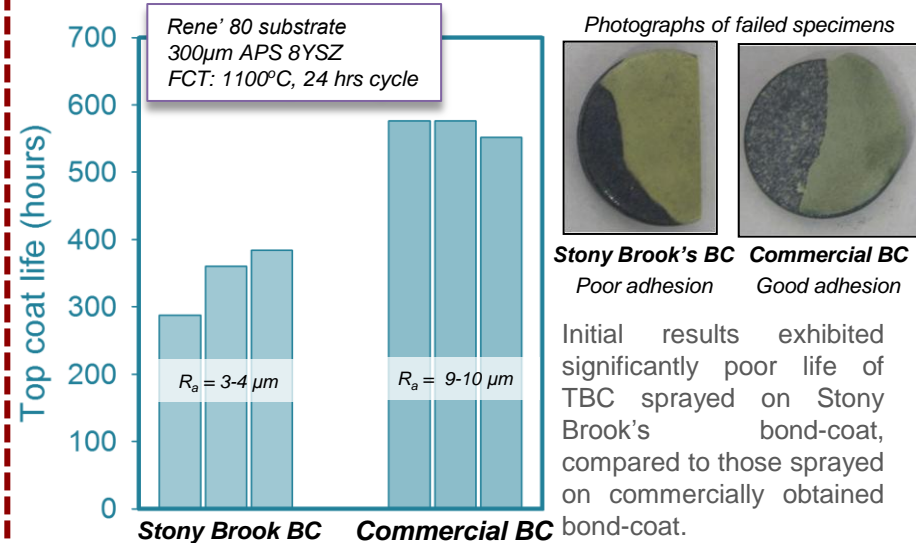 Rene' 80 substrate
300µm APS 8YSZ
FCT: 1100°C, 24 hrs cycle
Top coat life (hours)
700
600
500
400
300
200
100
0
Rₐ = 3-4 µm
Rₐ = 9-10 µm
Stony Brook BC
Commercial BC
Photographs of failed specimens
Stony Brook's BC
Commercial BC
Poor adhesion
Good adhesion
Initial results exhibited
significantly poor life of
TBC sprayed on Stony
Brook's bond-coat,
compared to those sprayed
on commercially obtained
bond-coat.